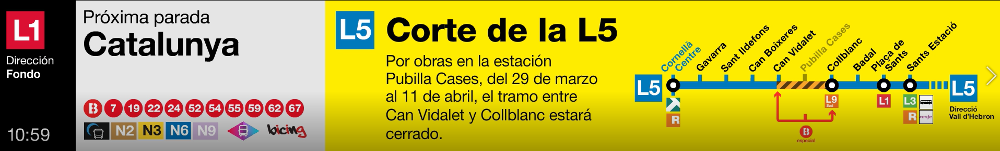 L1
Dirección
Fondo
10:59
Próxima parada
Catalunya
B 7 19 22 24 52 54 55 59 62 67
N2 N3 N6 N9 bicing
L5 Corte de la L5
Por obras en la estación
Pubilla Cases, del 29 de marzo
al 11 de abril, el tramo entre
Can Vidalet y Collblanc estará
cerrado.
Cornellà
Centre
Gavarra
Sant Ildefons
Can Boixeres
Can Vidalet
Pubilla Cases
Collblanc
Badal
Plaça de
Sants
Sants Estació
L5
L5
R
L9
Sud
L1
L3
R renfe
Direcció
Vall d'Hebron
B
especial